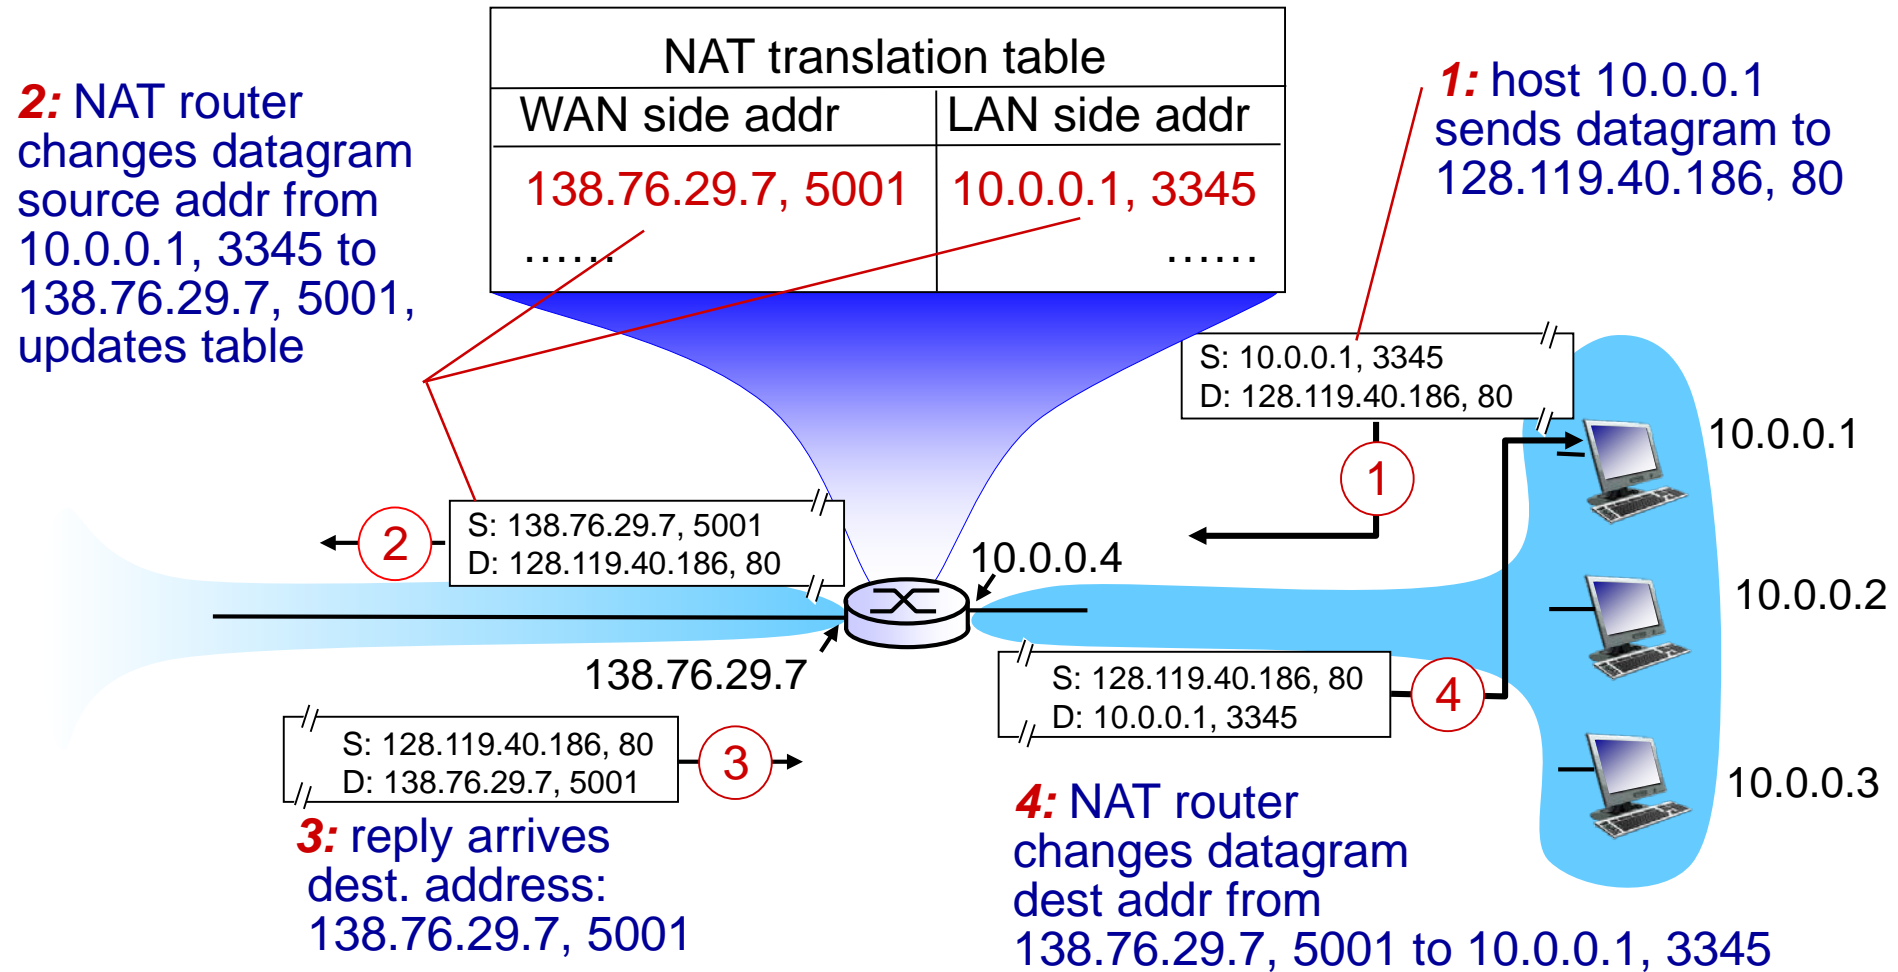 NAT translation table
WAN side addr
LAN side addr
138.76.29.7, 5001
10.0.0.1, 3345
......
......
2: NAT router
changes datagram
source addr from
10.0.0.1, 3345 to
138.76.29.7, 5001,
updates table
1: host 10.0.0.1
sends datagram to
128.119.40.186, 80
S: 10.0.0.1, 3345
D: 128.119.40.186, 80
1
10.0.0.1
S: 138.76.29.7, 5001
D: 128.119.40.186, 80
2
10.0.0.4
10.0.0.2
138.76.29.7
S: 128.119.40.186, 80
D: 10.0.0.1, 3345
4
S: 128.119.40.186, 80
D: 138.76.29.7, 5001
3
10.0.0.3
3: reply arrives
dest. address:
138.76.29.7, 5001
4: NAT router
changes datagram
dest addr from
138.76.29.7, 5001 to 10.0.0.1, 3345